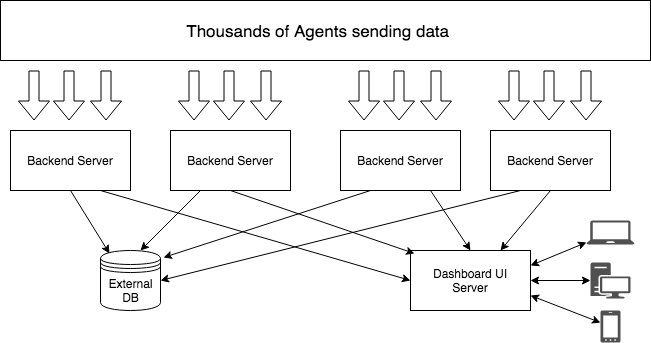 Thousands of Agents sending data
Backend Server
Backend Server
Backend Server
Backend Server
External
DB
Dashboard UI
Server